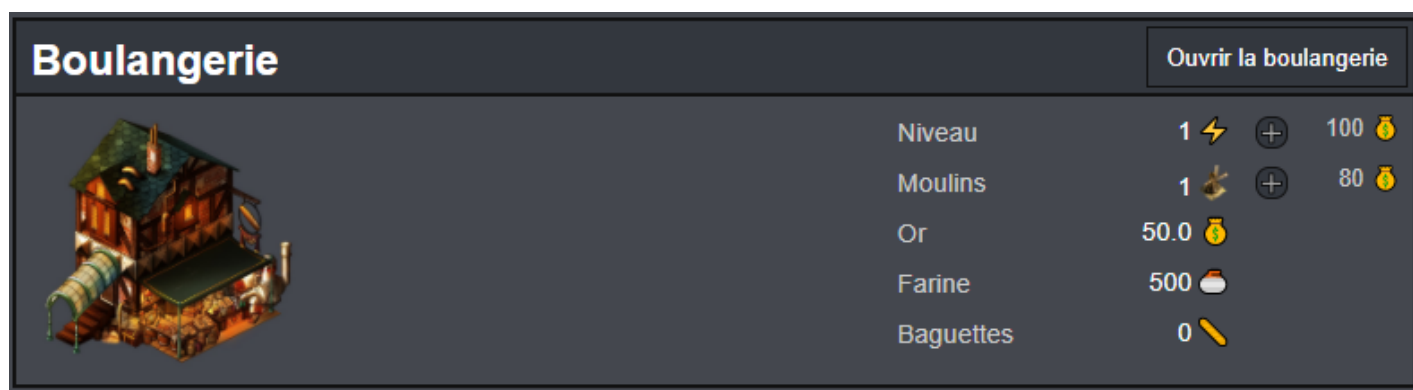 Boulangerie
Ouvrir la boulangerie
Niveau 1 100
Moulins 1 80
Or 50.0
Farine 500
Baguettes 0